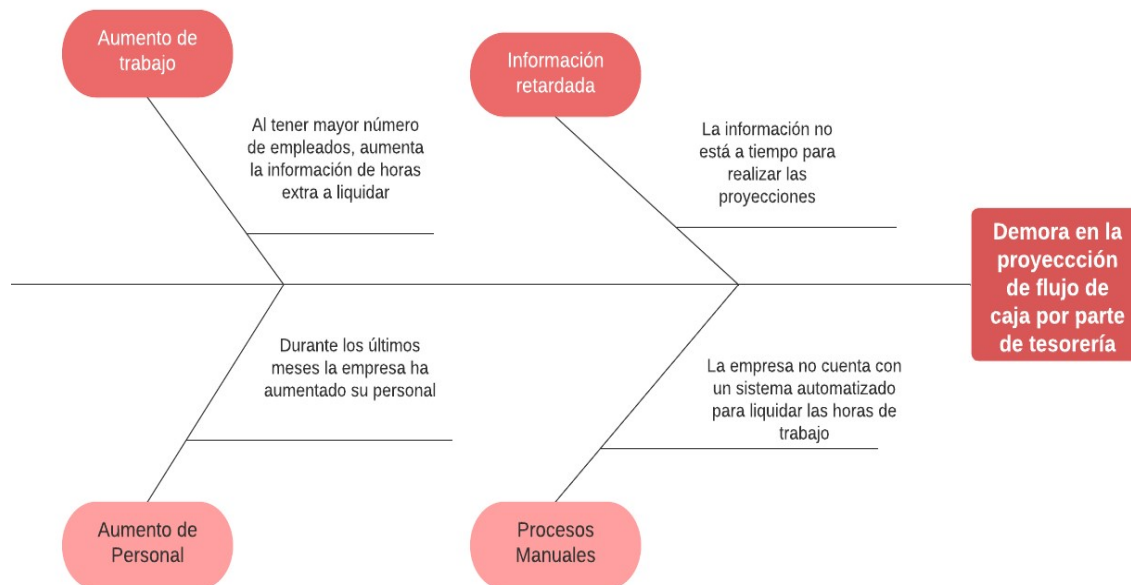 Aumento de
trabajo
Información
retardada
Al tener mayor número
de empleados, aumenta
la información de horas
extra a liquidar
La información no
está a tiempo para
realizar las
proyecciones
Demora en la
proyeccción
de flujo de
caja por parte
de tesorería
Durante los últimos
meses la empresa ha
aumentado su personal
La empresa no cuenta con
un sistema automatizado
para liquidar las horas de
trabajo
Aumento de
Personal
Procesos
Manuales